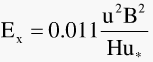 Eₓ = 0.011 u²B² / Hu*